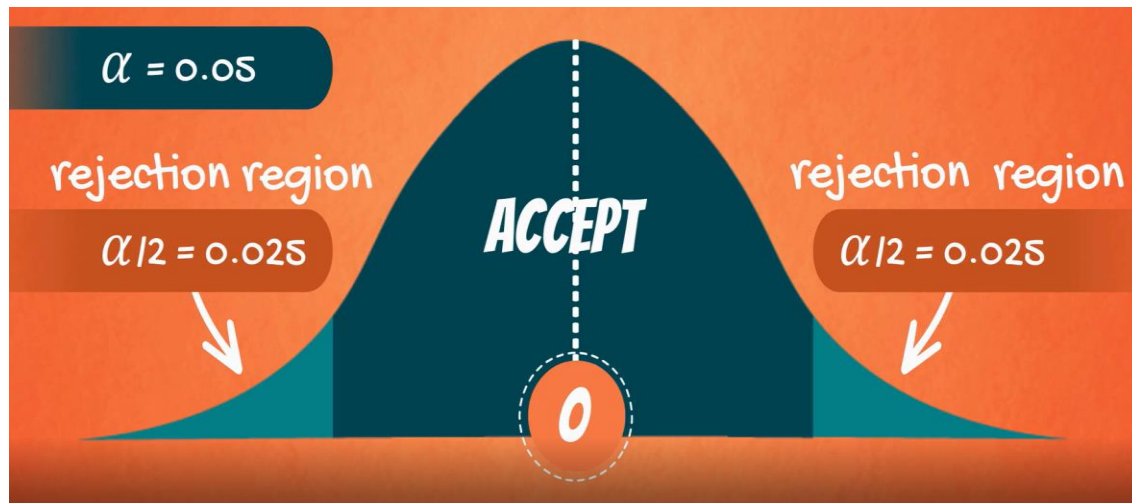 α = 0.05
rejection region
α/2 = 0.025
ACCEPT
rejection region
α/2 = 0.025
0